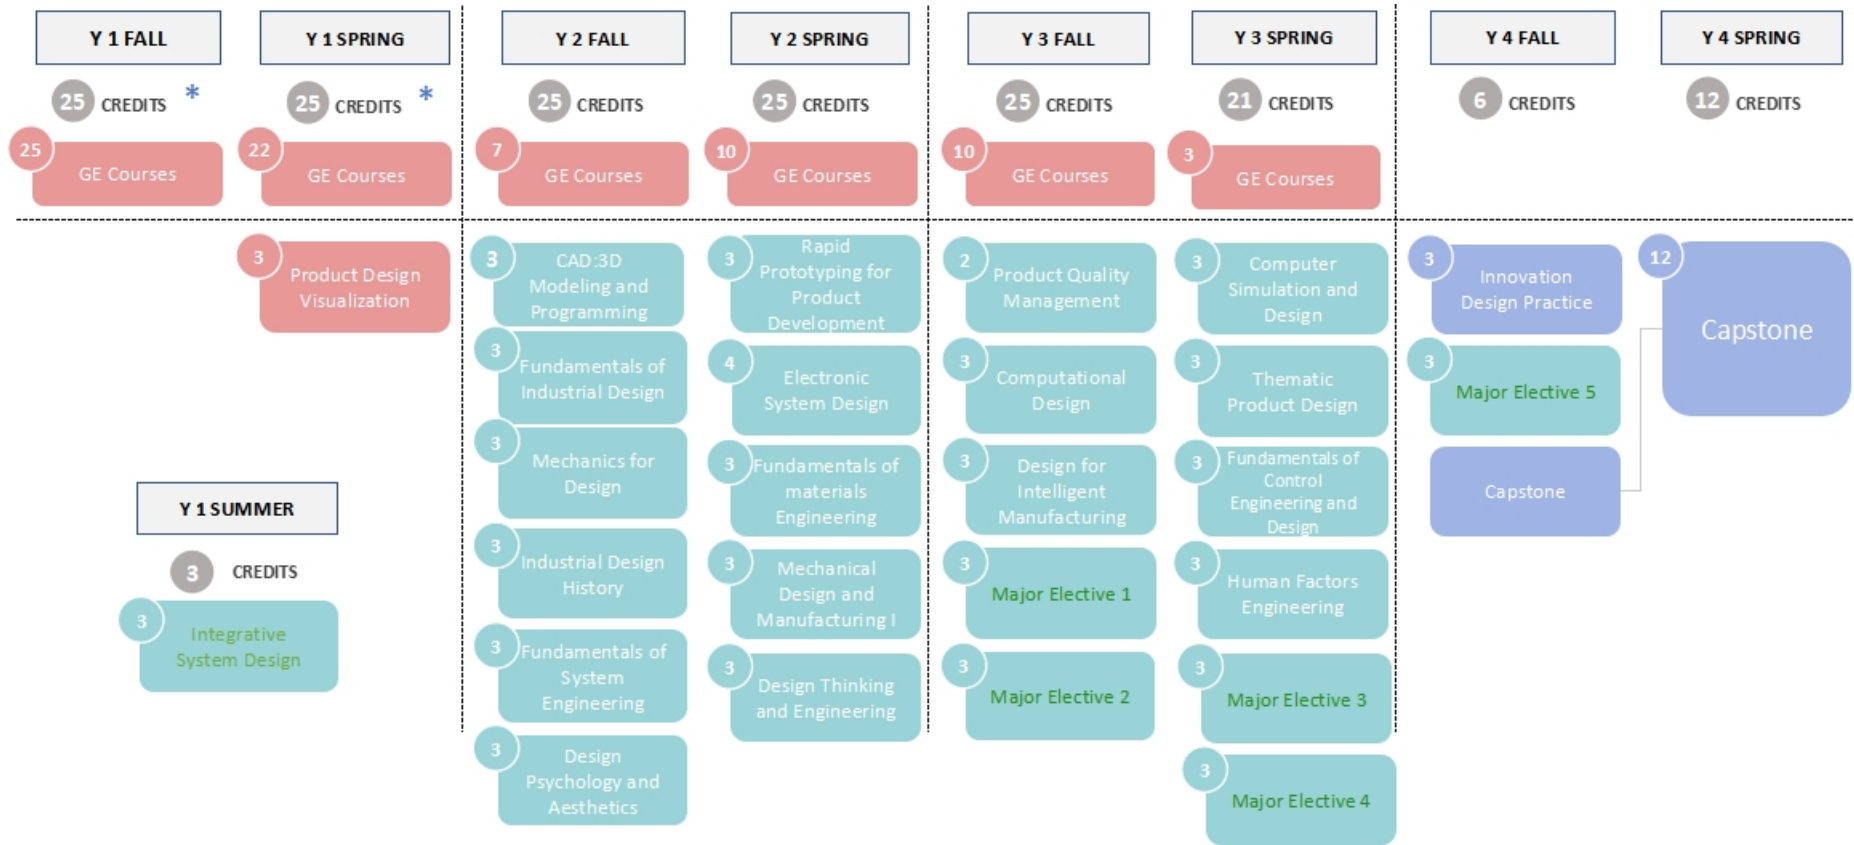 Y 1 FALL
25 CREDITS *
25
GE Courses
Y 1 SPRING
25 CREDITS *
22
GE Courses
3
Product Design
Visualization
Y 1 SUMMER
3 CREDITS
3
Integrative
System Design
Y 2 FALL
25 CREDITS
7
GE Courses
3
CAD:3D
Modeling and
Programming
3
Fundamentals of
Industrial Design
3
Mechanics for
Design
3
Industrial Design
History
3
Fundamentals of
System
Engineering
3
Design
Psychology and
Aesthetics
Y 2 SPRING
25 CREDITS
10
GE Courses
3
Rapid
Prototyping for
Product
Development
4
Electronic
System Design
3
Fundamentals of
materials
Engineering
3
Mechanical
Design and
Manufacturing I
3
Design Thinking
and Engineering
Y 3 FALL
25 CREDITS
10
GE Courses
2
Product Quality
Management
3
Computational
Design
3
Design for
Intelligent
Manufacturing
3
Major Elective 1
3
Major Elective 2
Y 3 SPRING
21 CREDITS
3
GE Courses
3
Computer
Simulation and
Design
3
Thematic
Product Design
3
Fundamentals of
Control
Engineering and
Design
3
Human Factors
Engineering
3
Major Elective 3
3
Major Elective 4
Y 4 FALL
6 CREDITS
3
Innovation
Design Practice
3
Major Elective 5
Capstone
Y 4 SPRING
12 CREDITS
12
Capstone